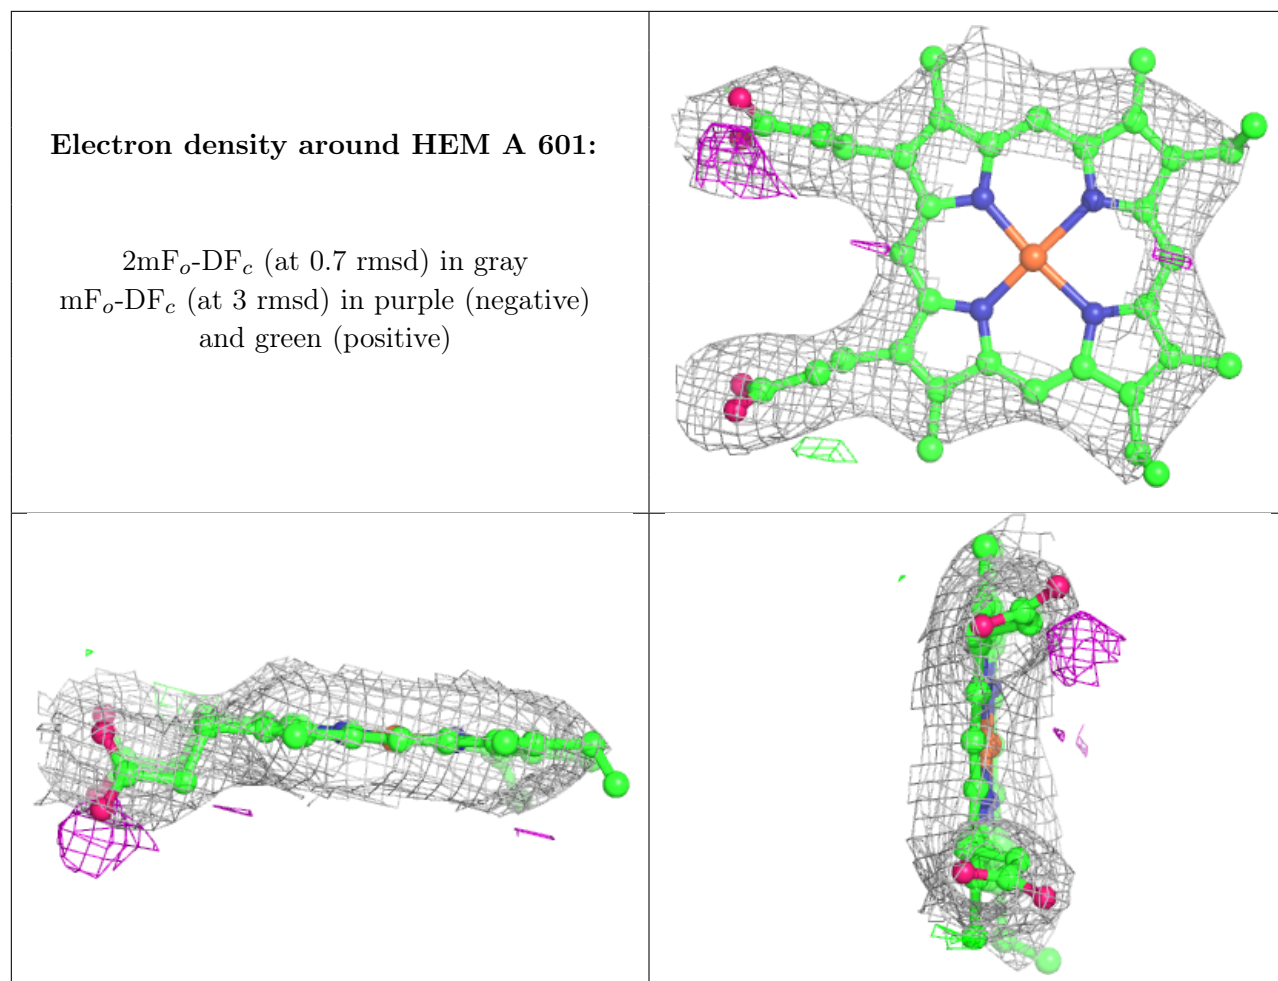 Electron density around HEM A 601:
2mFₒ-DF𝒸 (at 0.7 rmsd) in gray
mFₒ-DF𝒸 (at 3 rmsd) in purple (negative)
and green (positive)